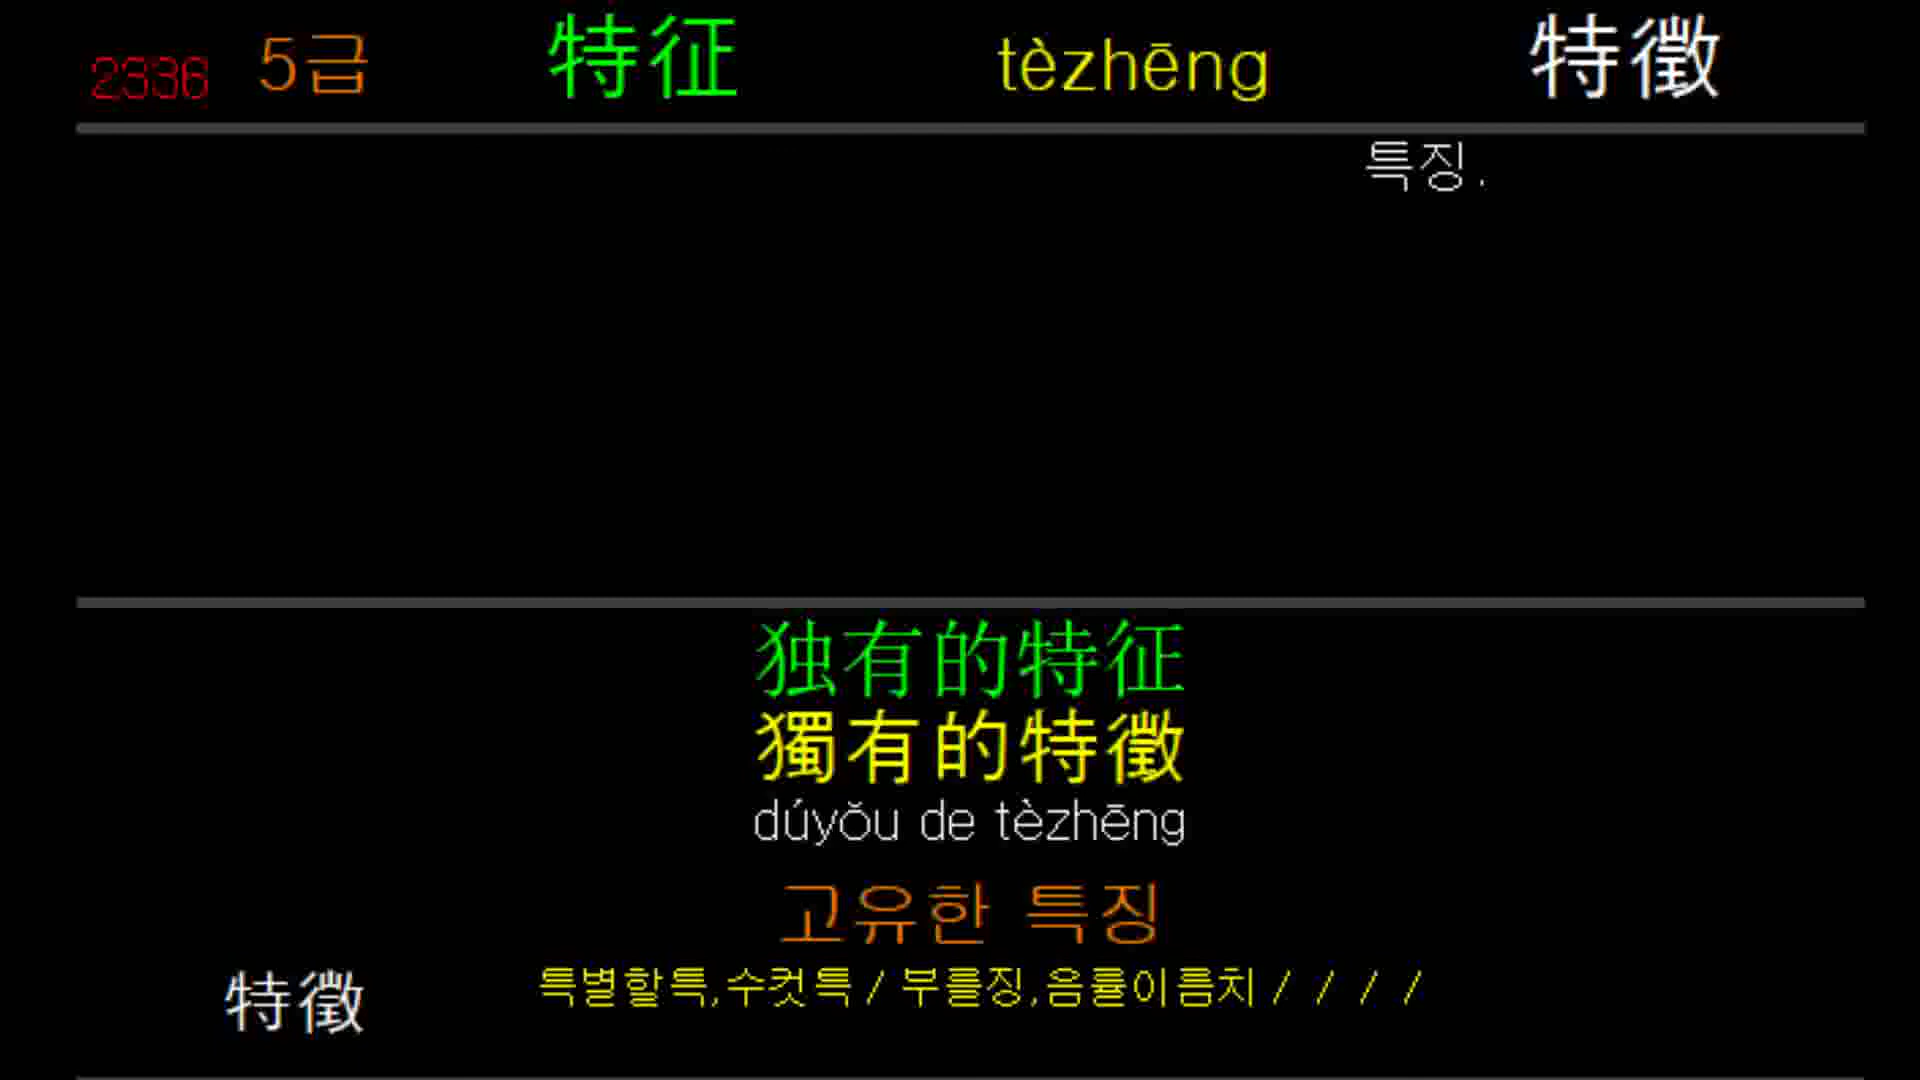 2336 5급 特征 tèzhēng 特徵
특징.
独有的特征
獨有的特徵
dúyǒu de tèzhēng
고유한 특징
特徵 특별할특,수컷특 / 부를징,음률이름치 / / / /